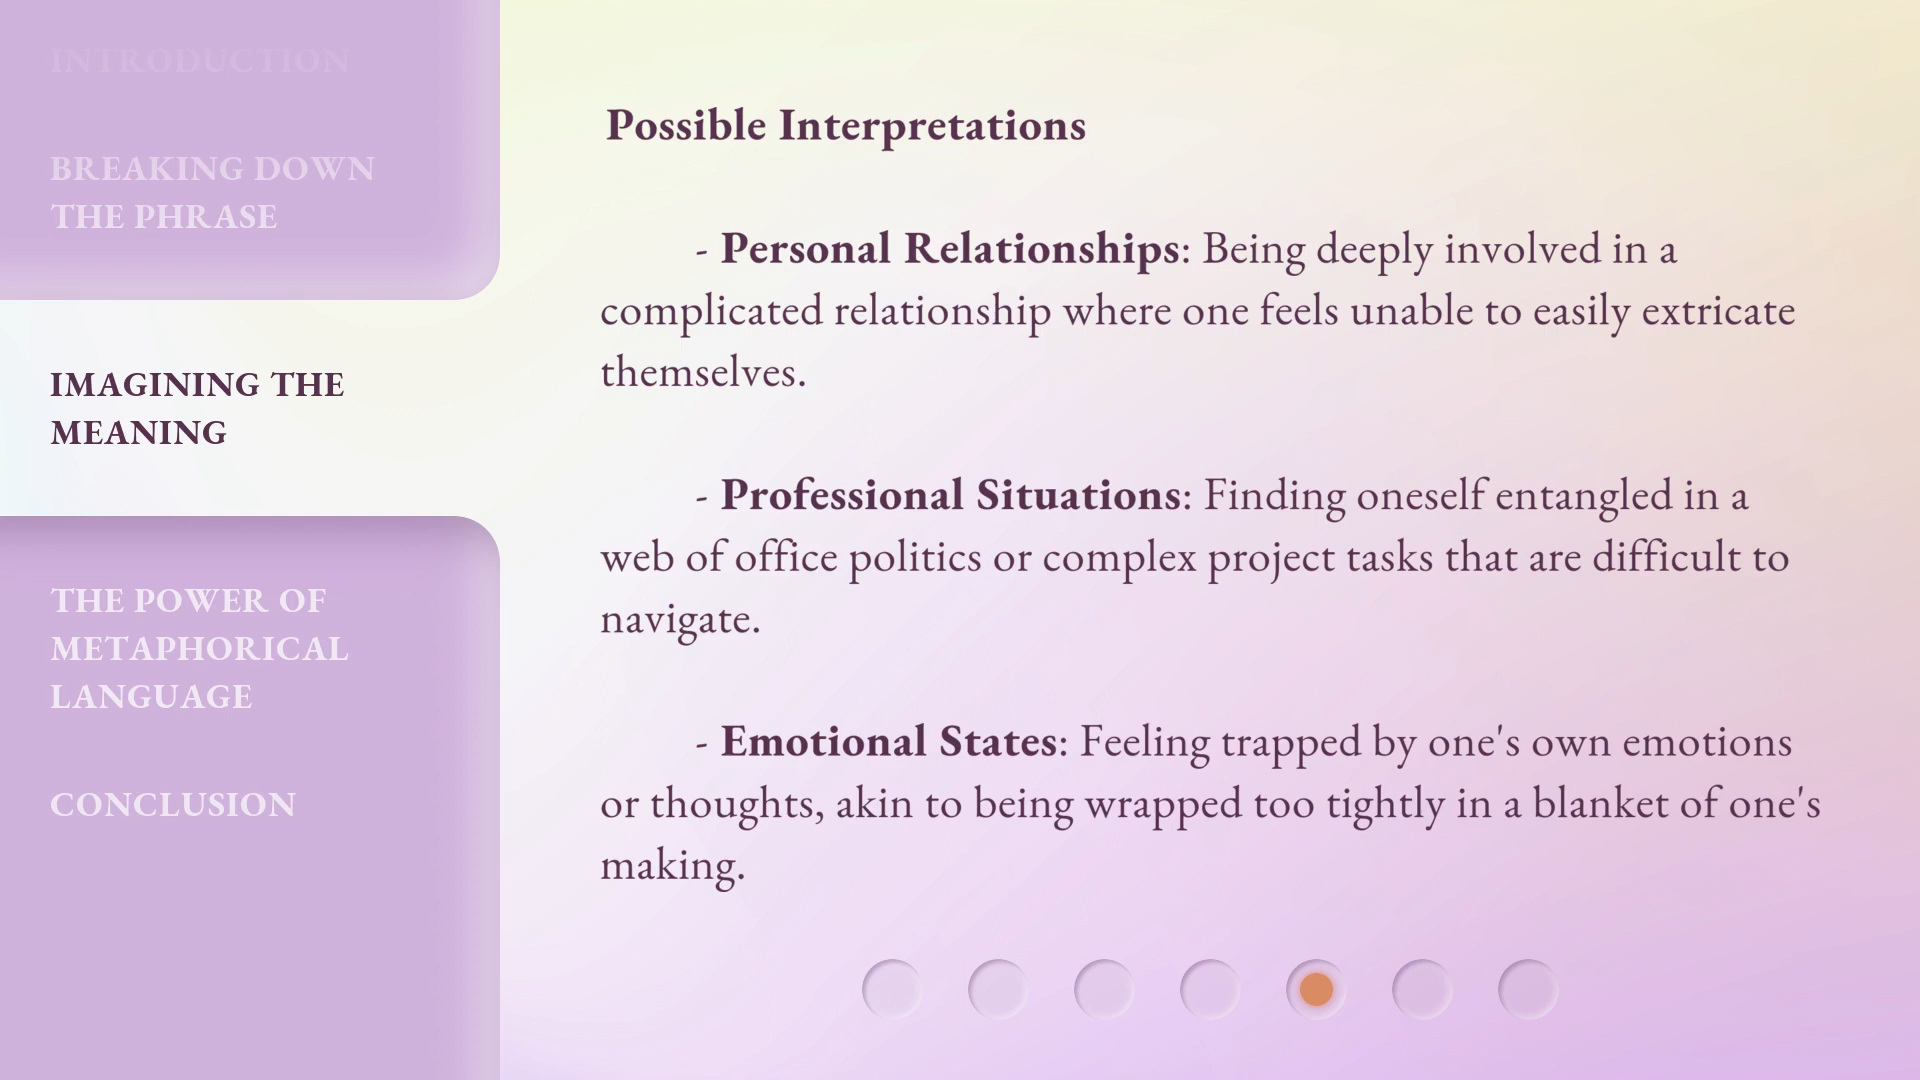 INTRODUCTION
BREAKING DOWN
THE PHRASE
IMAGINING THE
MEANING
THE POWER OF
METAPHORICAL
LANGUAGE
CONCLUSION
Possible Interpretations
- Personal Relationships: Being deeply involved in a
complicated relationship where one feels unable to easily extricate
themselves.
- Professional Situations: Finding oneself entangled in a
web of office politics or complex project tasks that are difficult to
navigate.
- Emotional States: Feeling trapped by one's own emotions
or thoughts, akin to being wrapped too tightly in a blanket of one's
making.